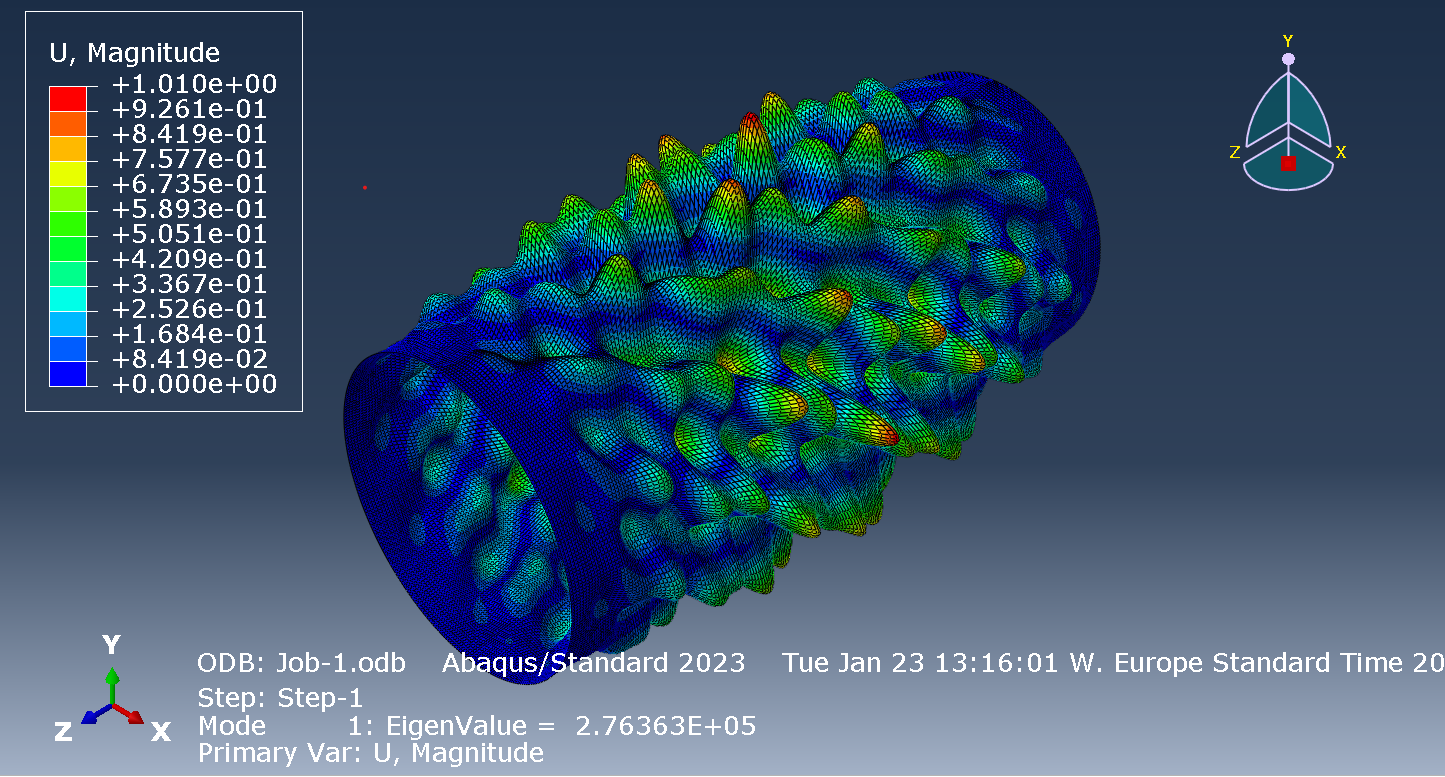 U, Magnitude
+1.010e+00
+9.261e-01
+8.419e-01
+7.577e-01
+6.735e-01
+5.893e-01
+5.051e-01
+4.209e-01
+3.367e-01
+2.526e-01
+1.684e-01
+8.419e-02
+0.000e+00
Y
Z
X
Y
Z
X
ODB: Job-1.odb Abaqus/Standard 2023 Tue Jan 23 13:16:01 W. Europe Standard Time 20
Step: Step-1
Mode 1: EigenValue = 2.76363E+05
Primary Var: U, Magnitude